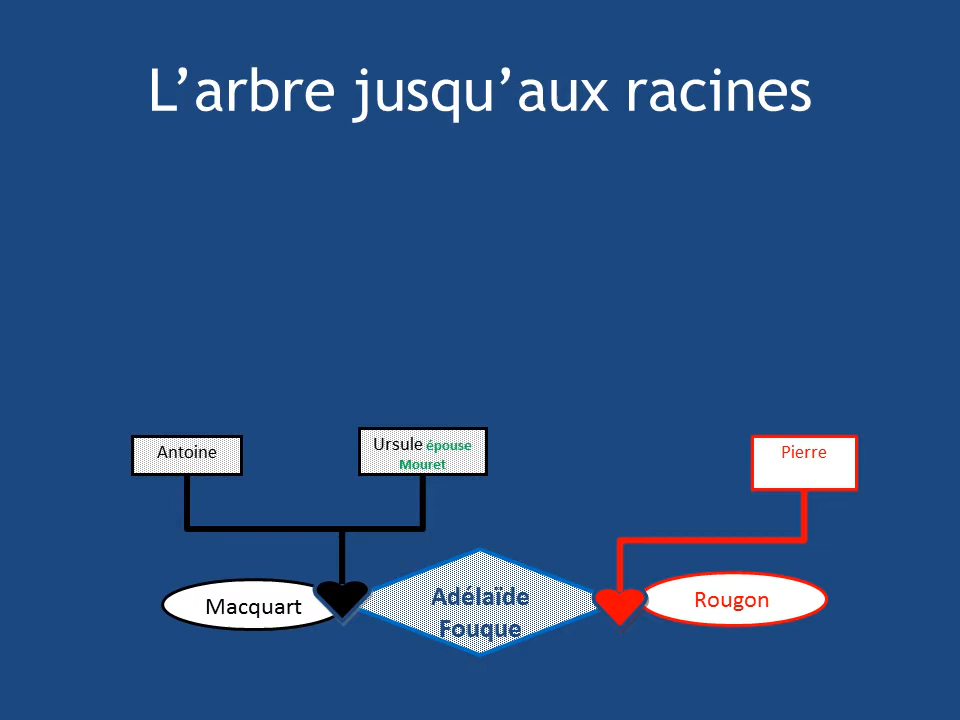 L’arbre jusqu’aux racines
Antoine
Ursule épouse
Mouret
Pierre
Macquart
Adélaïde
Fouque
Rougon